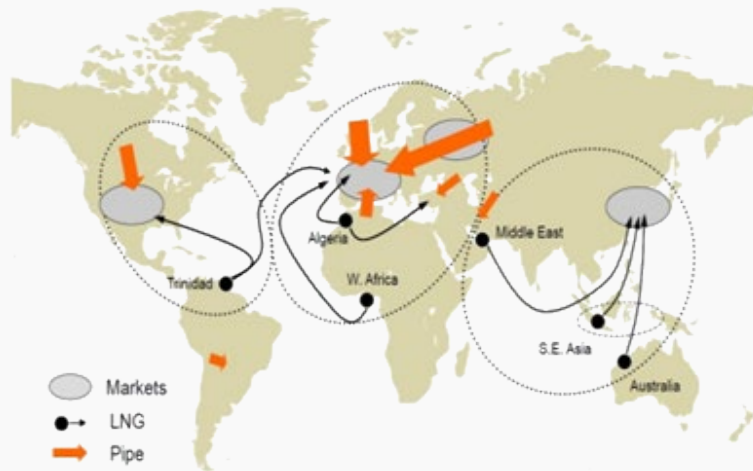 Algeria
Middle East
Trinidad
W. Africa
S.E. Asia
Australia
Markets
LNG
Pipe